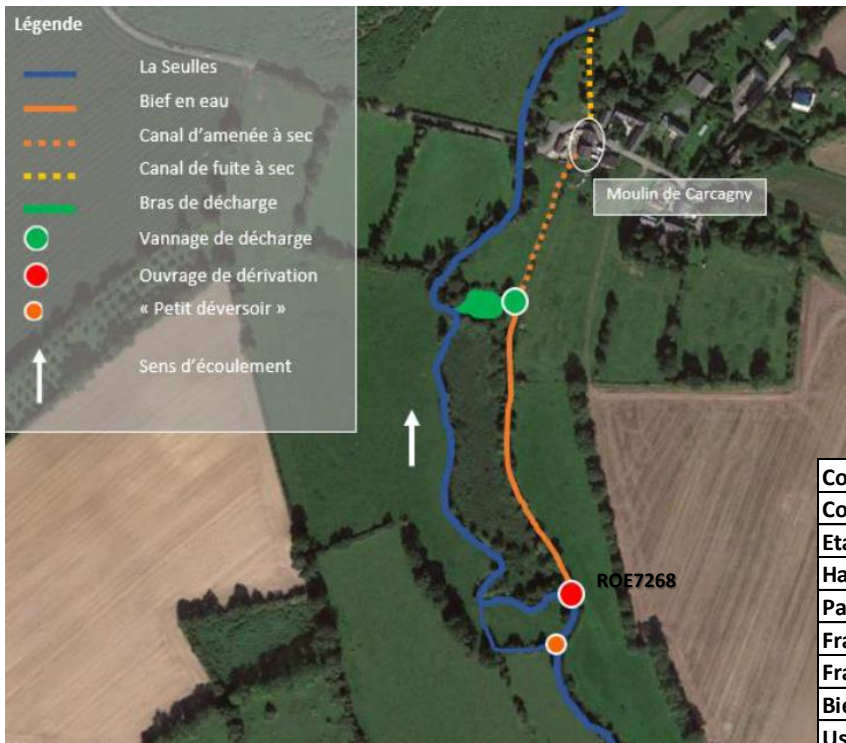 Légende
La Seulles
Bief en eau
Canal d'amenée à sec
Canal de fuite à sec
Bras de décharge
Vannage de décharge
Ouvrage de dérivation
« Petit déversoir »
Sens d'écoulement
Moulin de Carcagny
ROE7268
Co
Co
Eta
Ha
Pa
Fra
Fra
Bie
Us